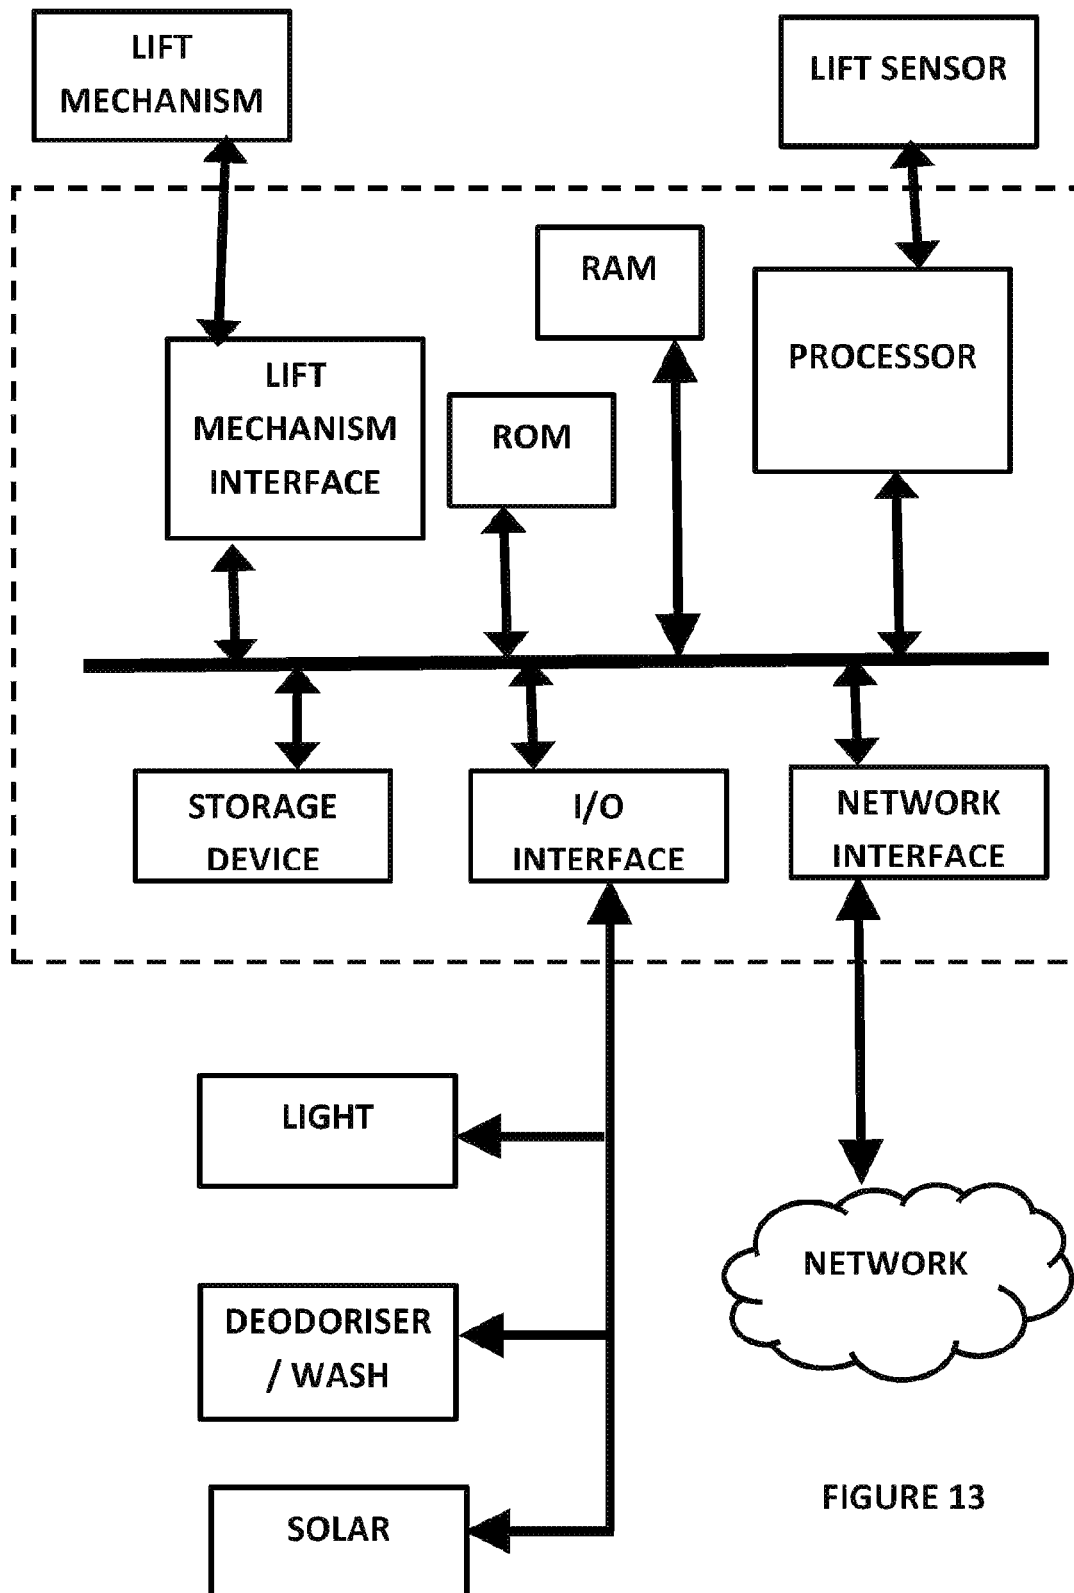 LIFT
MECHANISM
LIFT SENSOR
RAM
PROCESSOR
LIFT
MECHANISM
INTERFACE
ROM
STORAGE
DEVICE
I/O
INTERFACE
NETWORK
INTERFACE
LIGHT
NETWORK
DEODORISER
/ WASH
SOLAR
FIGURE 13